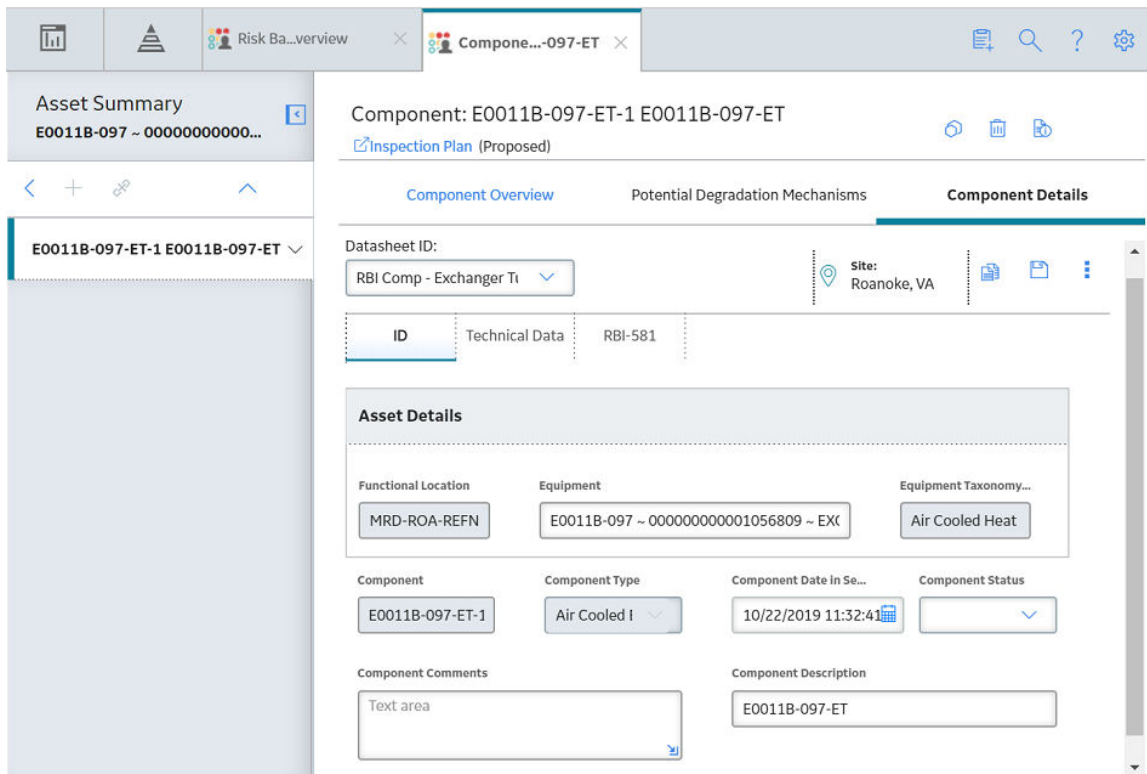 Risk Ba...verview
Compone...-097-ET
Asset Summary
E0011B-097 ~ 00000000000...
E0011B-097-ET-1 E0011B-097-ET
Component: E0011B-097-ET-1 E0011B-097-ET
Inspection Plan (Proposed)
Component Overview Potential Degradation Mechanisms Component Details
Datasheet ID:
RBI Comp - Exchanger Tu
Site:
Roanoke, VA
ID Technical Data RBI-581
Asset Details
Functional Location Equipment Equipment Taxonomy...
MRD-ROA-REFN E0011B-097 ~ 000000000001056809 ~ EXC Air Cooled Heat
Component Component Type Component Date in Se... Component Status
E0011B-097-ET-1 Air Cooled E 10/22/2019 11:32:41
Component Comments Component Description
Text area E0011B-097-ET